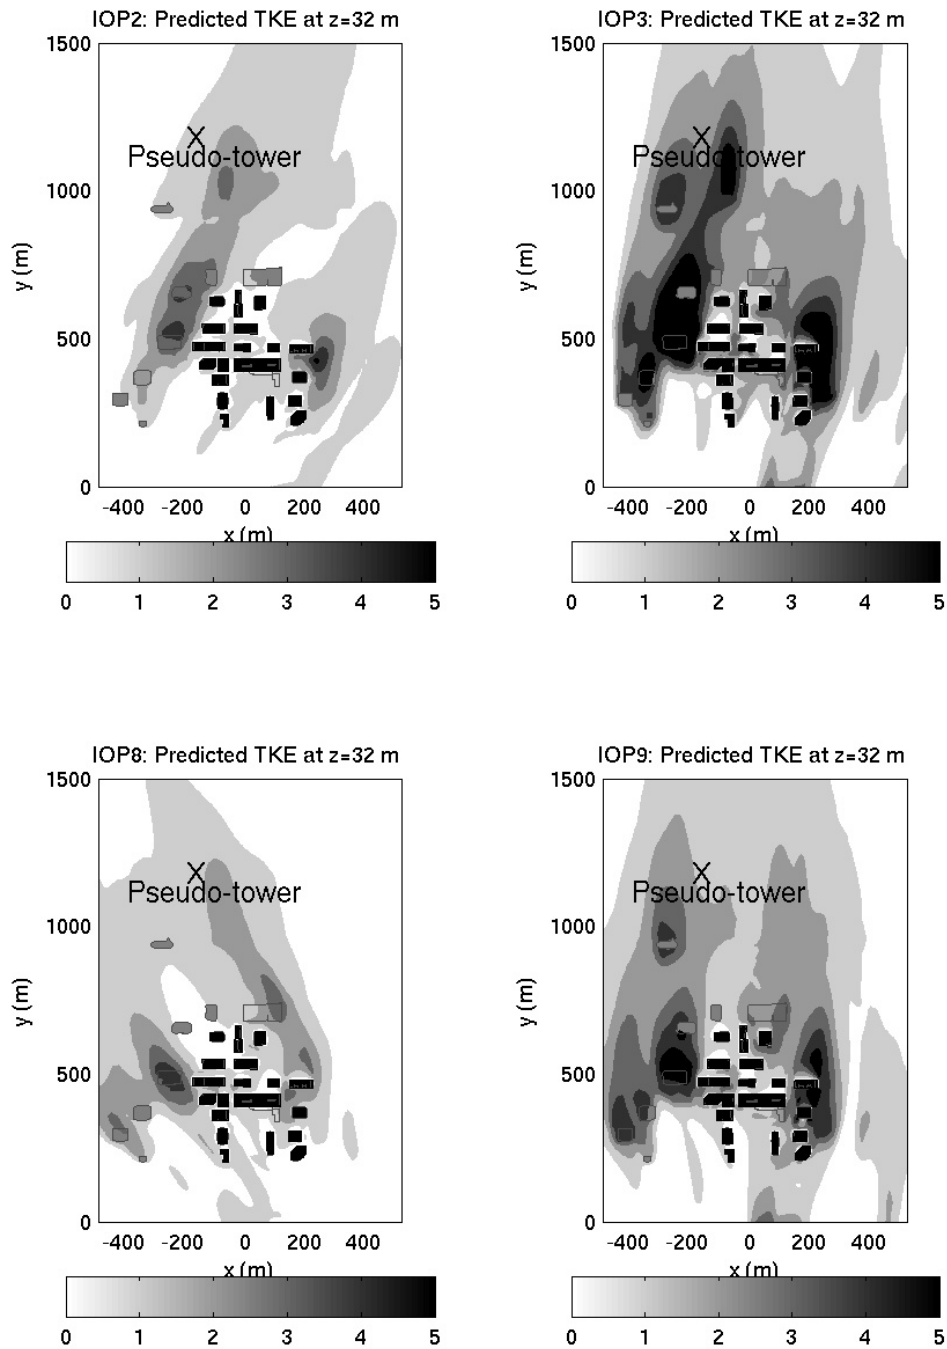 IOP2: Predicted TKE at z=32 m
1500
1000
500
0
y (m)
X
Pseudo-tower
-400 -200 0 200 400
x (m)
0 1 2 3 4 5
IOP3: Predicted TKE at z=32 m
1500
1000
500
0
y (m)
X
Pseudo-tower
-400 -200 0 200 400
x (m)
0 1 2 3 4 5
IOP8: Predicted TKE at z=32 m
1500
1000
500
0
y (m)
X
Pseudo-tower
-400 -200 0 200 400
x (m)
0 1 2 3 4 5
IOP9: Predicted TKE at z=32 m
1500
1000
500
0
y (m)
X
Pseudo-tower
-400 -200 0 200 400
x (m)
0 1 2 3 4 5